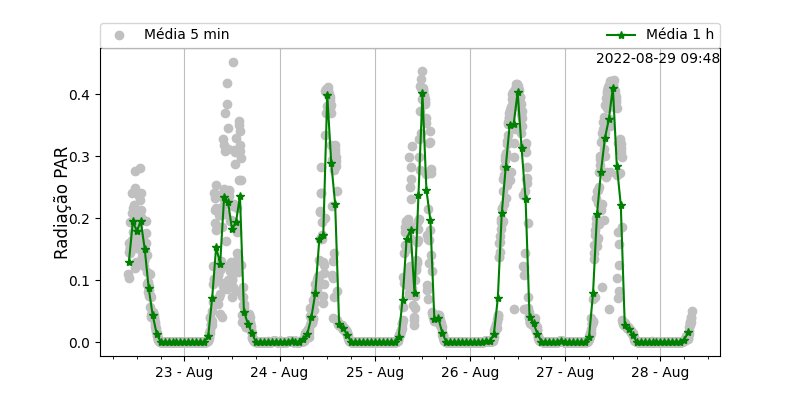 Média 5 min
Média 1 h
2022-08-29 09:48
Radiação PAR
0.4
0.3
0.2
0.1
0.0
23 - Aug
24 - Aug
25 - Aug
26 - Aug
27 - Aug
28 - Aug